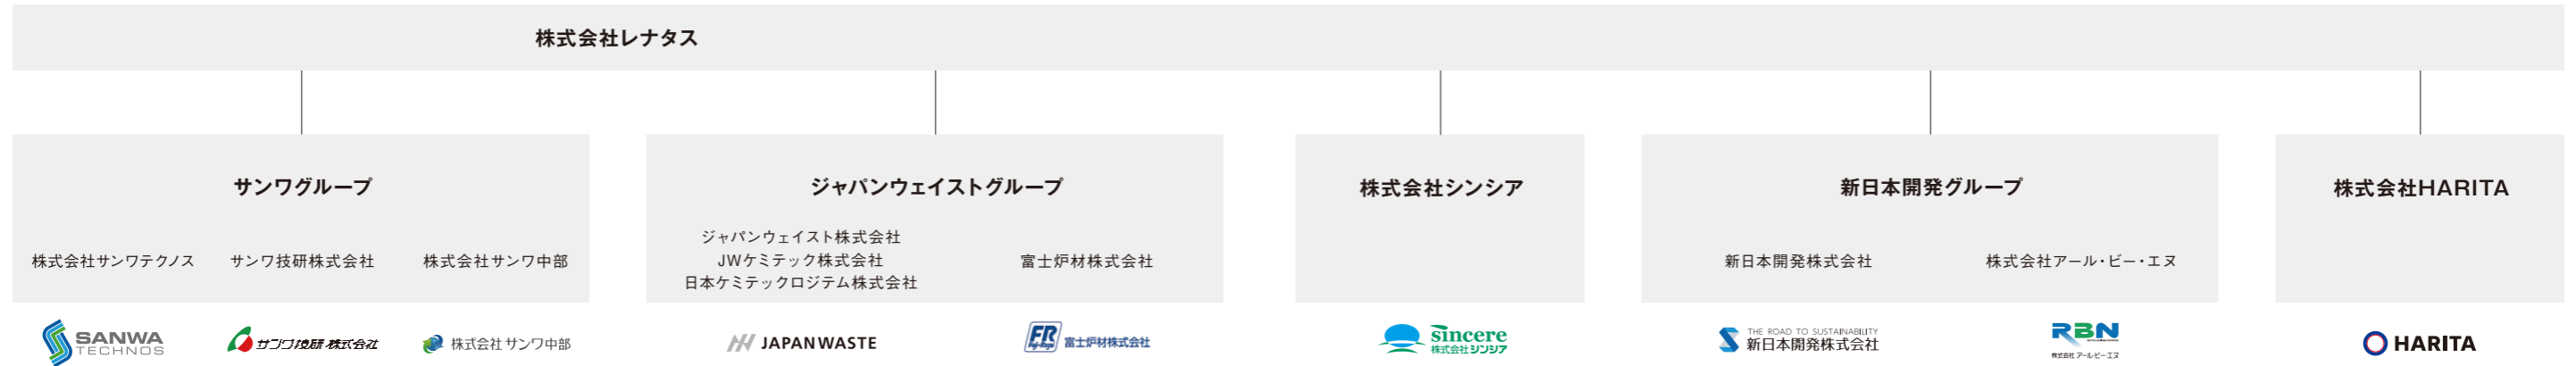 株式会社レナタス
サンワグループ
株式会社サンワテクノス
サンワ技研株式会社
株式会社サンワ中部
ジャパンウェイストグループ
ジャパンウェイスト株式会社
JWケミテック株式会社
日本ケミテックロジテム株式会社
富士炉材株式会社
株式会社シンシア
新日本開発グループ
新日本開発株式会社
株式会社アール・ビー・エヌ
株式会社HARITA
SANWA
TECHNOS
サンワ技研株式会社
株式会社 サンワ中部
JAPAN WASTE
FR
Fuji-Rozai
富士炉材株式会社
sincere
株式会社シンシア
THE ROAD TO SUSTAINABILITY
新日本開発株式会社
RBN
株式会社 アールビーエヌ
HARITA